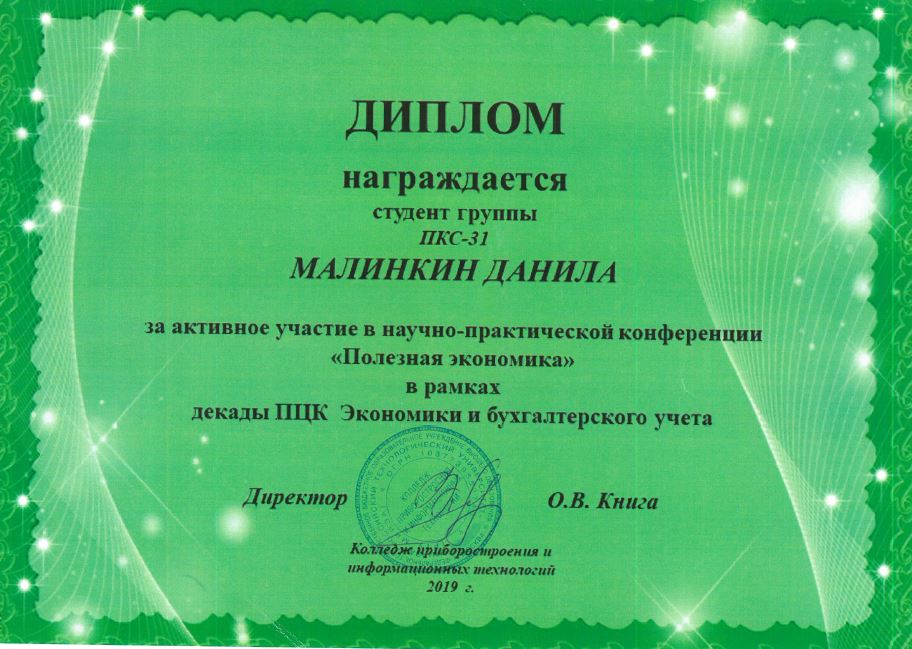 ДИПЛОМ
награждается
студент группы
ПКС-31
МАЛИНКИН ДАНИЛА
за активное участие в научно-практической конференции
«Полезная экономика»
в рамках
декады ПЦК Экономики и бухгалтерского учета
Директор
О.В. Книга
Колледж приборостроения и
информационных технологий
2019 г.